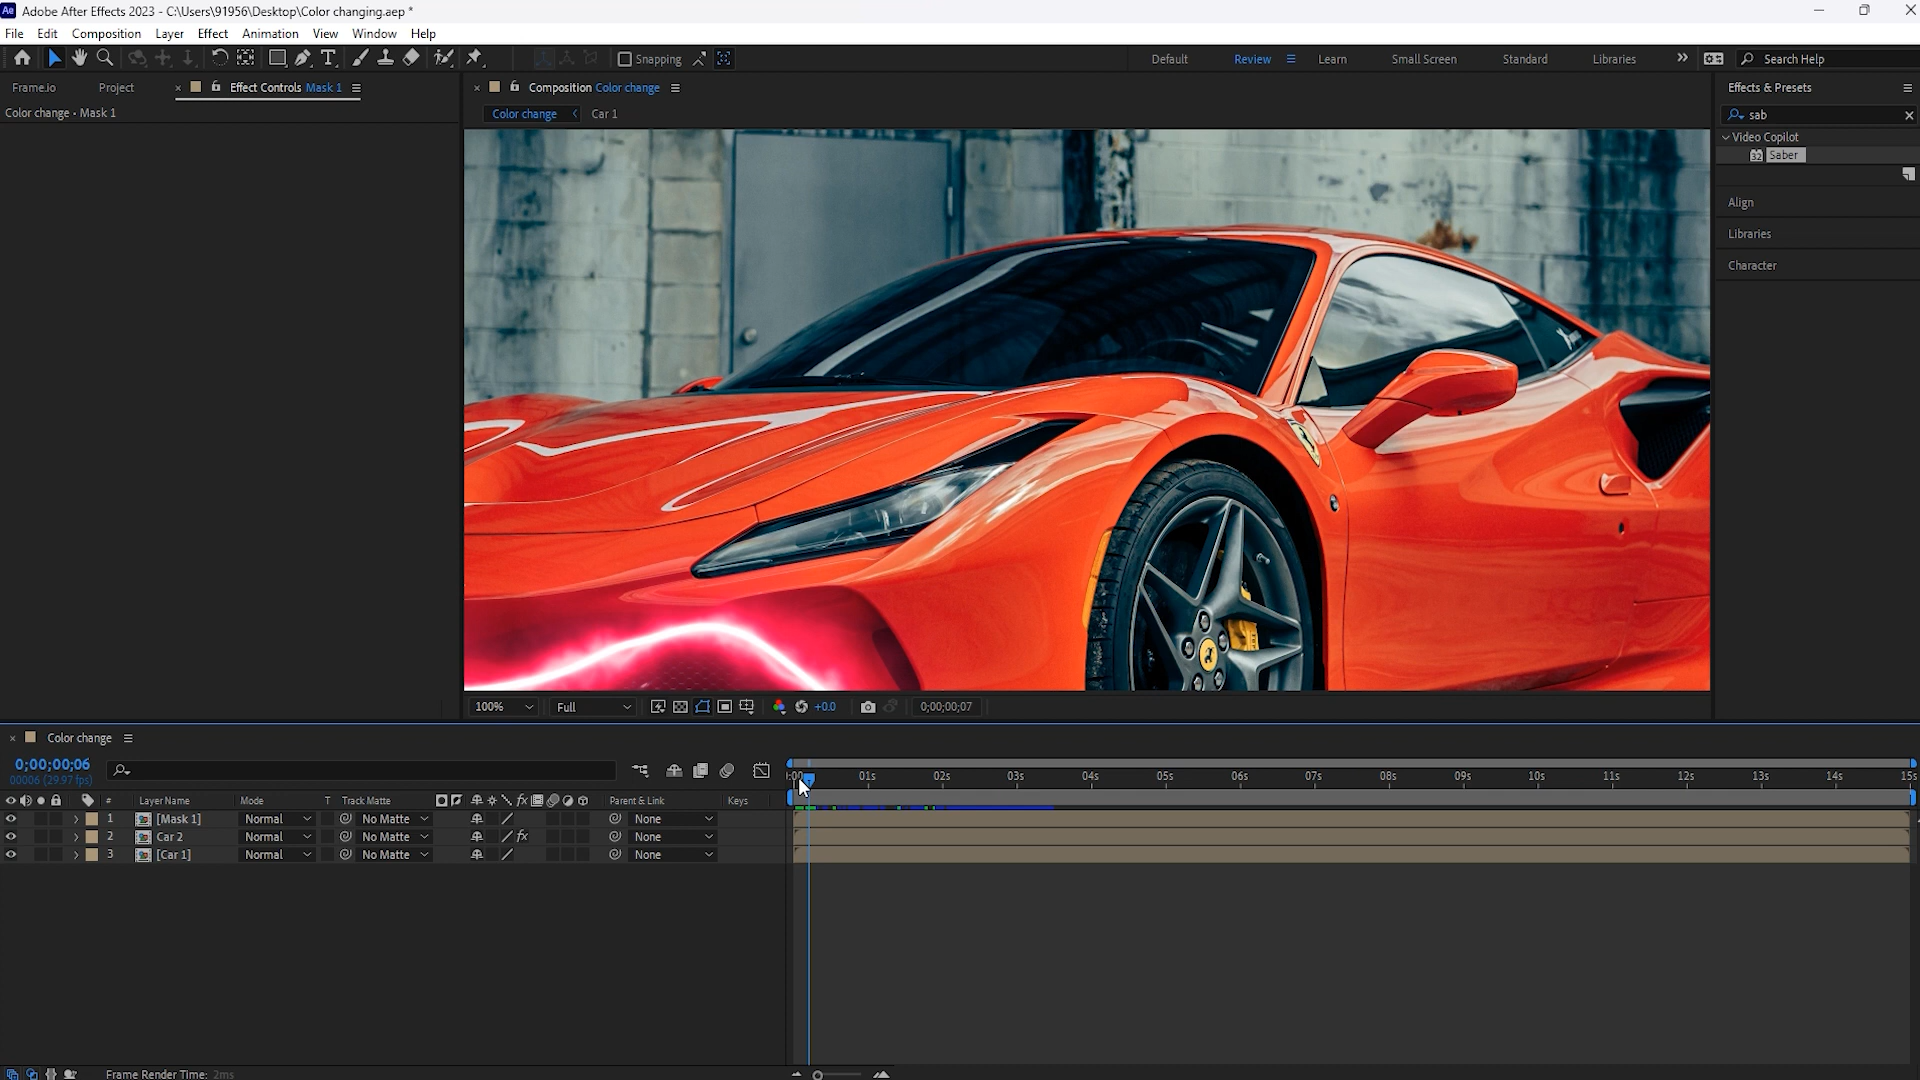 Ae Adobe After Effects 2023 - C:\Users\91956\Desktop\Color changing.aep *
File Edit Composition Layer Effect Animation View Window Help
Snapping Default Review Learn Small Screen Standard Libraries Search Help
Frame.io Project Effect Controls Mask 1 Composition Color change Effects & Presets
Color change • Mask 1 Color change Car 1 sab
Video Copilot
32 Saber
Align
Libraries
Character
100% Full +0.0 0;00;00;07
Color change
0;00;00;06
00006 (29.97 fps)
:00 01s 02s 03s 04s 05s 06s 07s 08s 09s 10s 11s 12s 13s 14s 15s
# Layer Name Mode T Track Matte fx Parent & Link Keys
1 [Mask 1] Normal No Matte None
2 Car 2 Normal No Matte fx None
3 [Car 1] Normal No Matte None
Frame Render Time: 2ms